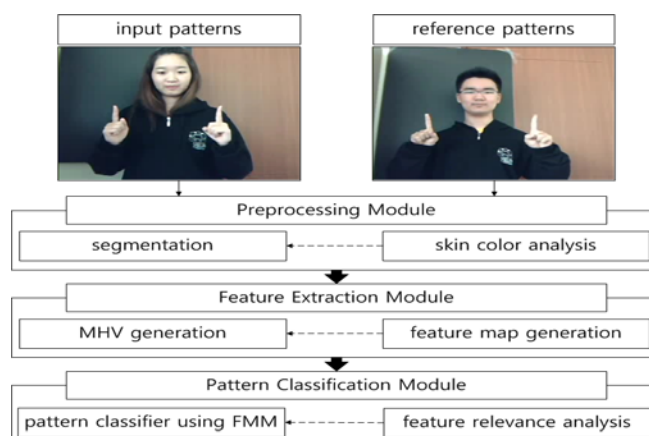 input patterns
reference patterns
Preprocessing Module
segmentation
skin color analysis
Feature Extraction Module
MHV generation
feature map generation
Pattern Classification Module
pattern classifier using FMM
feature relevance analysis